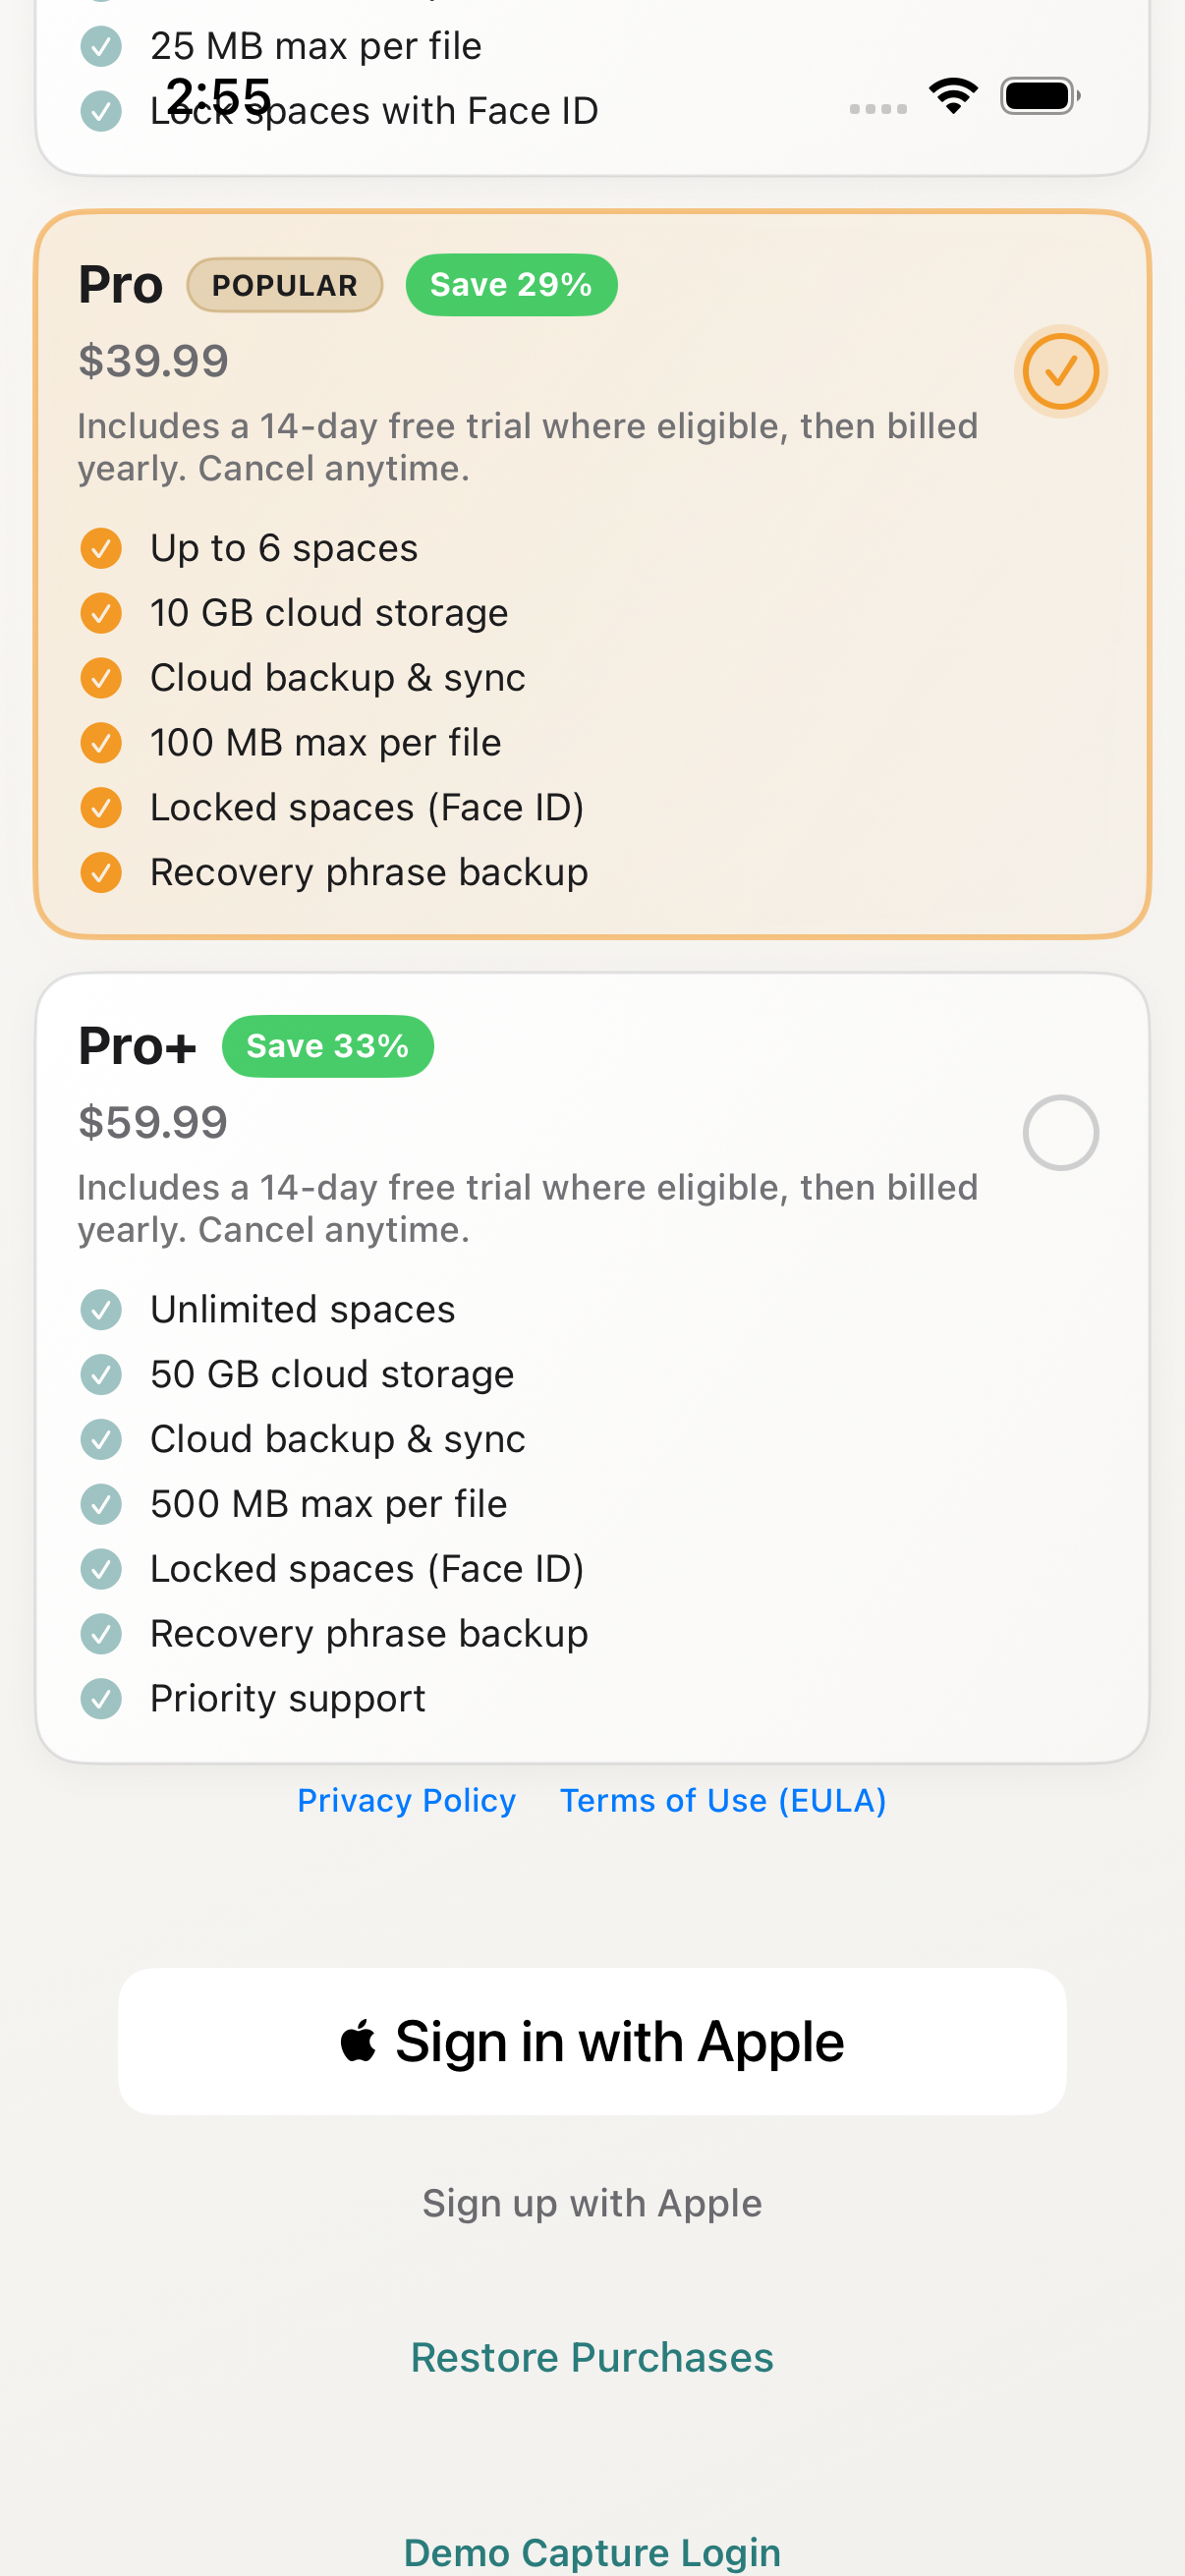 25 MB max per file
2:55
Lock spaces with Face ID
Pro POPULAR Save 29%
$39.99
Includes a 14-day free trial where eligible, then billed
yearly. Cancel anytime.
Up to 6 spaces
10 GB cloud storage
Cloud backup & sync
100 MB max per file
Locked spaces (Face ID)
Recovery phrase backup
Pro+ Save 33%
$59.99
Includes a 14-day free trial where eligible, then billed
yearly. Cancel anytime.
Unlimited spaces
50 GB cloud storage
Cloud backup & sync
500 MB max per file
Locked spaces (Face ID)
Recovery phrase backup
Priority support
Privacy Policy Terms of Use (EULA)
Sign in with Apple
Sign up with Apple
Restore Purchases
Demo Capture Login